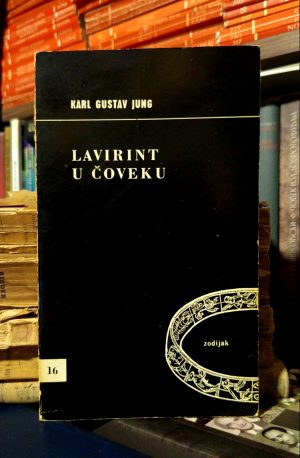 KARL GUSTAV JUNG
LAVIRINT
U ČOVEKU
zodijak
16